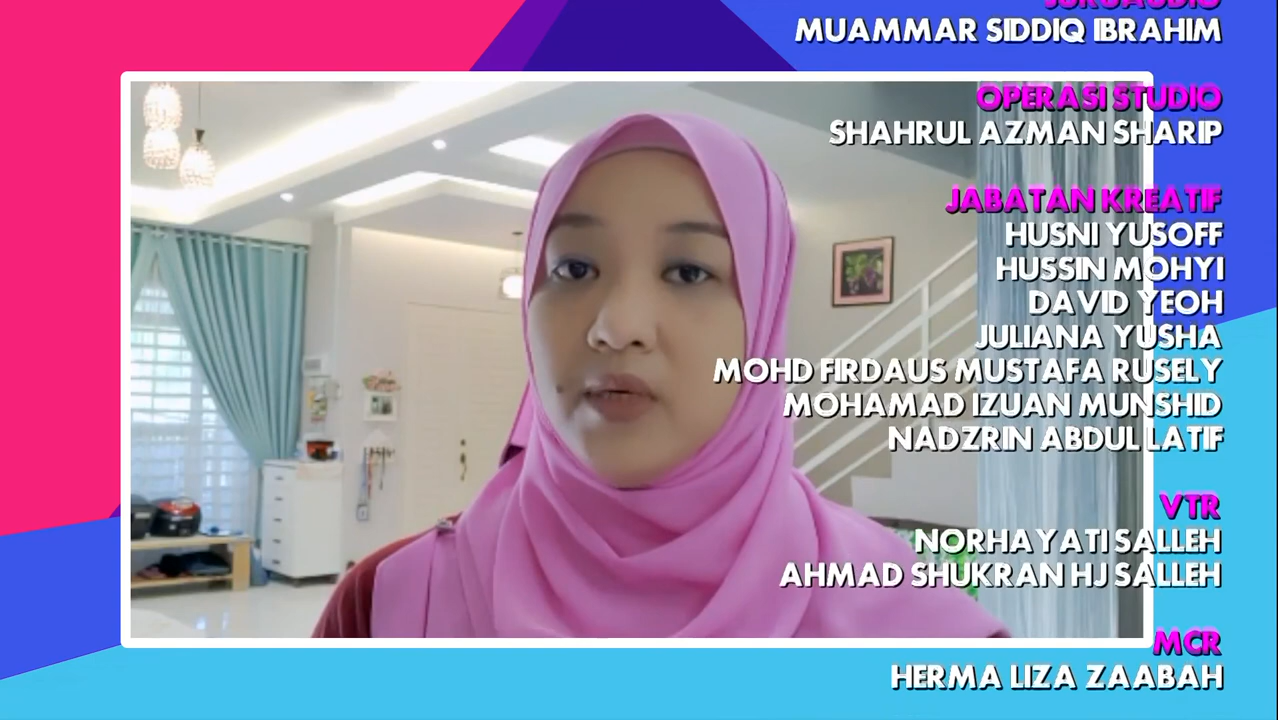 JURUAUDIO
MUAMMAR SIDDIQ IBRAHIM
OPERASI STUDIO
SHAHRUL AZMAN SHARIP
JABATAN KREATIF
HUSNI YUSOFF
HUSSIN MOHYI
DAVID YEOH
JULIANA YUSHA
MOHD FIRDAUS MUSTAFA RUSELY
MOHAMAD IZUAN MUNSHID
NADZRIN ABDUL LATIF
VTR
NORHAYATI SALLEH
AHMAD SHUKRAN HJ SALLEH
MCR
HERMA LIZA ZAABAH